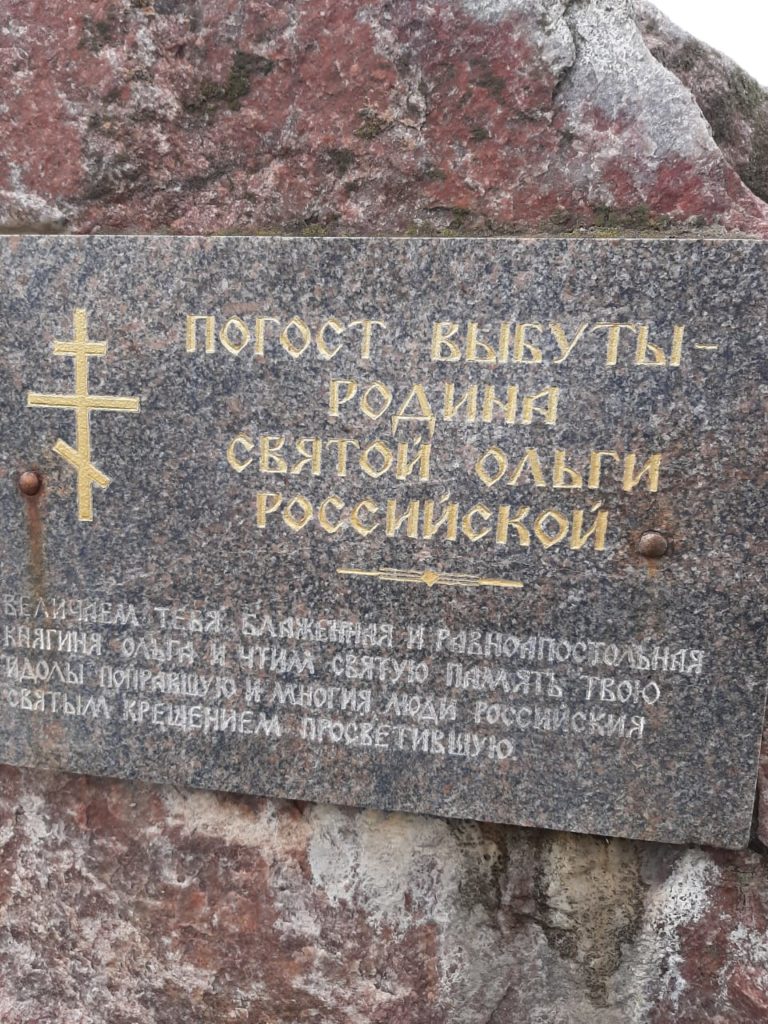 ПОГОСТ ВЫБУТЫ-
РОДИНА
СВЯТОЙ ОЛЬГИ
РОССИЙСКОЙ
ВЕЛИЧАЕМ ТЕБЯ БЛАЖЕННАЯ И РАВНОАПОСТОЛЬНАЯ
КНЯГИНЯ ОЛЬГА И ЧТИМ СВЯТУЮ ПАМЯТЬ ТВОЮ
ИДОЛЫ ПОПРАВШУЮ И МНОГИЯ ЛЮДИ РОССИЙСКИЯ
СВЯТЫМ КРЕЩЕНИЕМ ПРОСВЕТИВШУЮ.